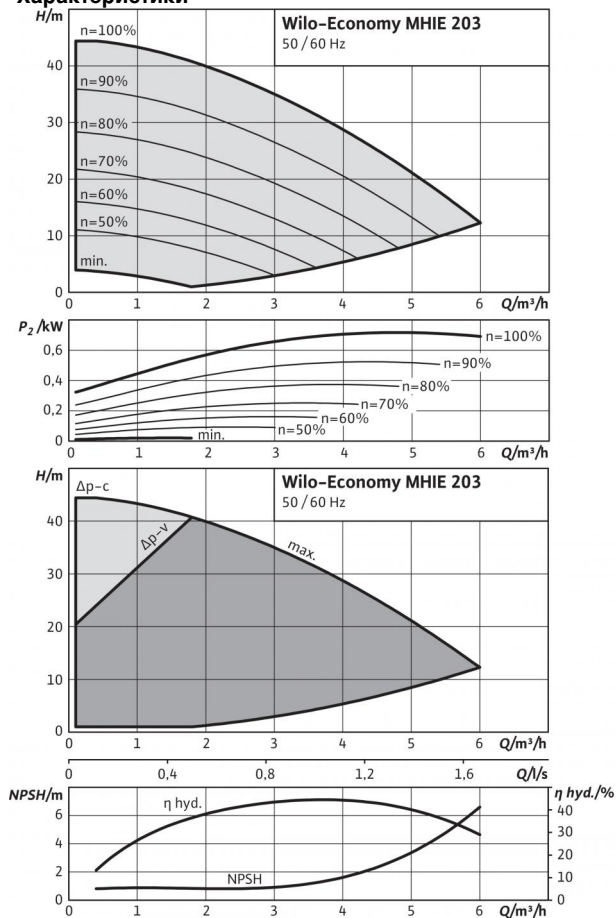 Характеристики
H/m
Wilo-Economy MHIE 203
50 / 60 Hz
n=100%
40
n=90%
30
n=80%
n=70%
20
n=60%
n=50%
10
min.
0
0 1 2 3 4 5 6 Q/m³/h
P₂ /kW
n=100%
0,6
n=90%
0,4
n=80%
n=70%
0,2
n=60%
n=50%
min.
0
0 1 2 3 4 5 6 Q/m³/h
H/m
Wilo-Economy MHIE 203
50 / 60 Hz
Δp-c
40
Δp-v
max.
30
20
10
0
0 1 2 3 4 5 6 Q/m³/h
0 0,4 0,8 1,2 1,6 Q/l/s
NPSH/m
η hyd./%
η hyd.
6
40
4
30
20
2
NPSH
10
0
0
0 1 2 3 4 5 6 Q/m³/h